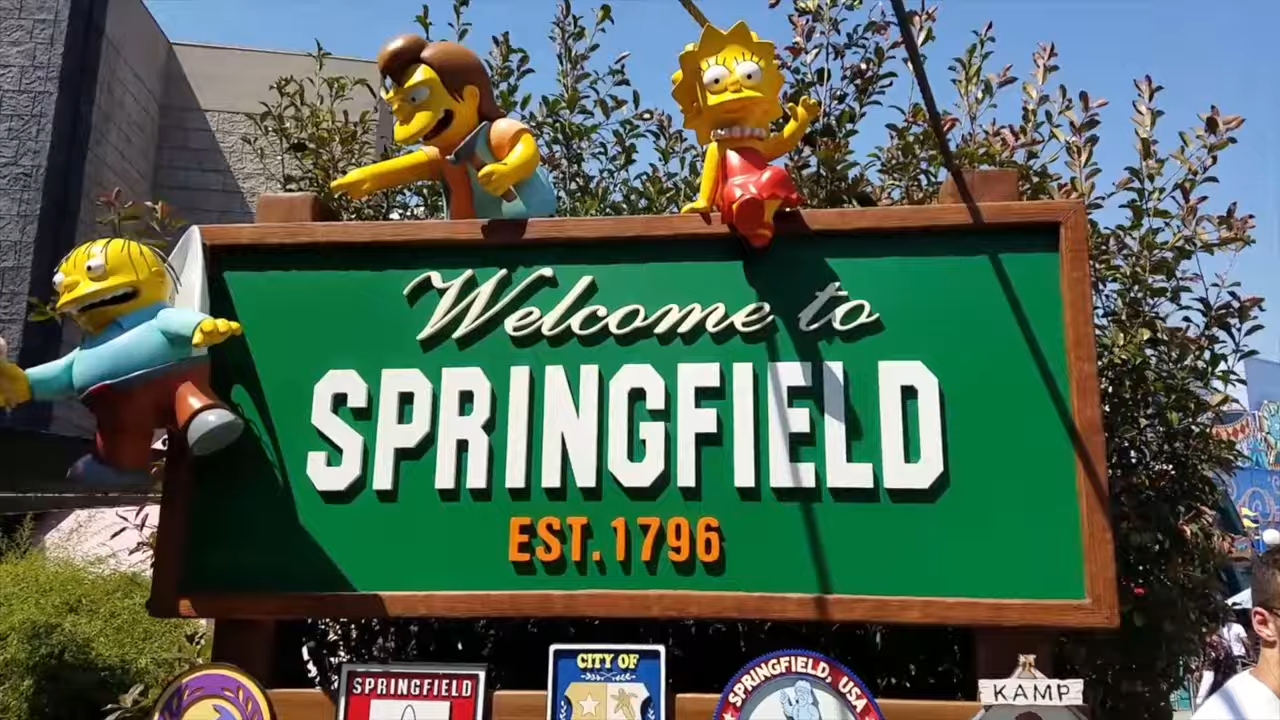 Welcome to
SPRINGFIELD
EST. 1796
SPRINGFIELD
CITY OF
SPRINGFIELD, USA
KAMP